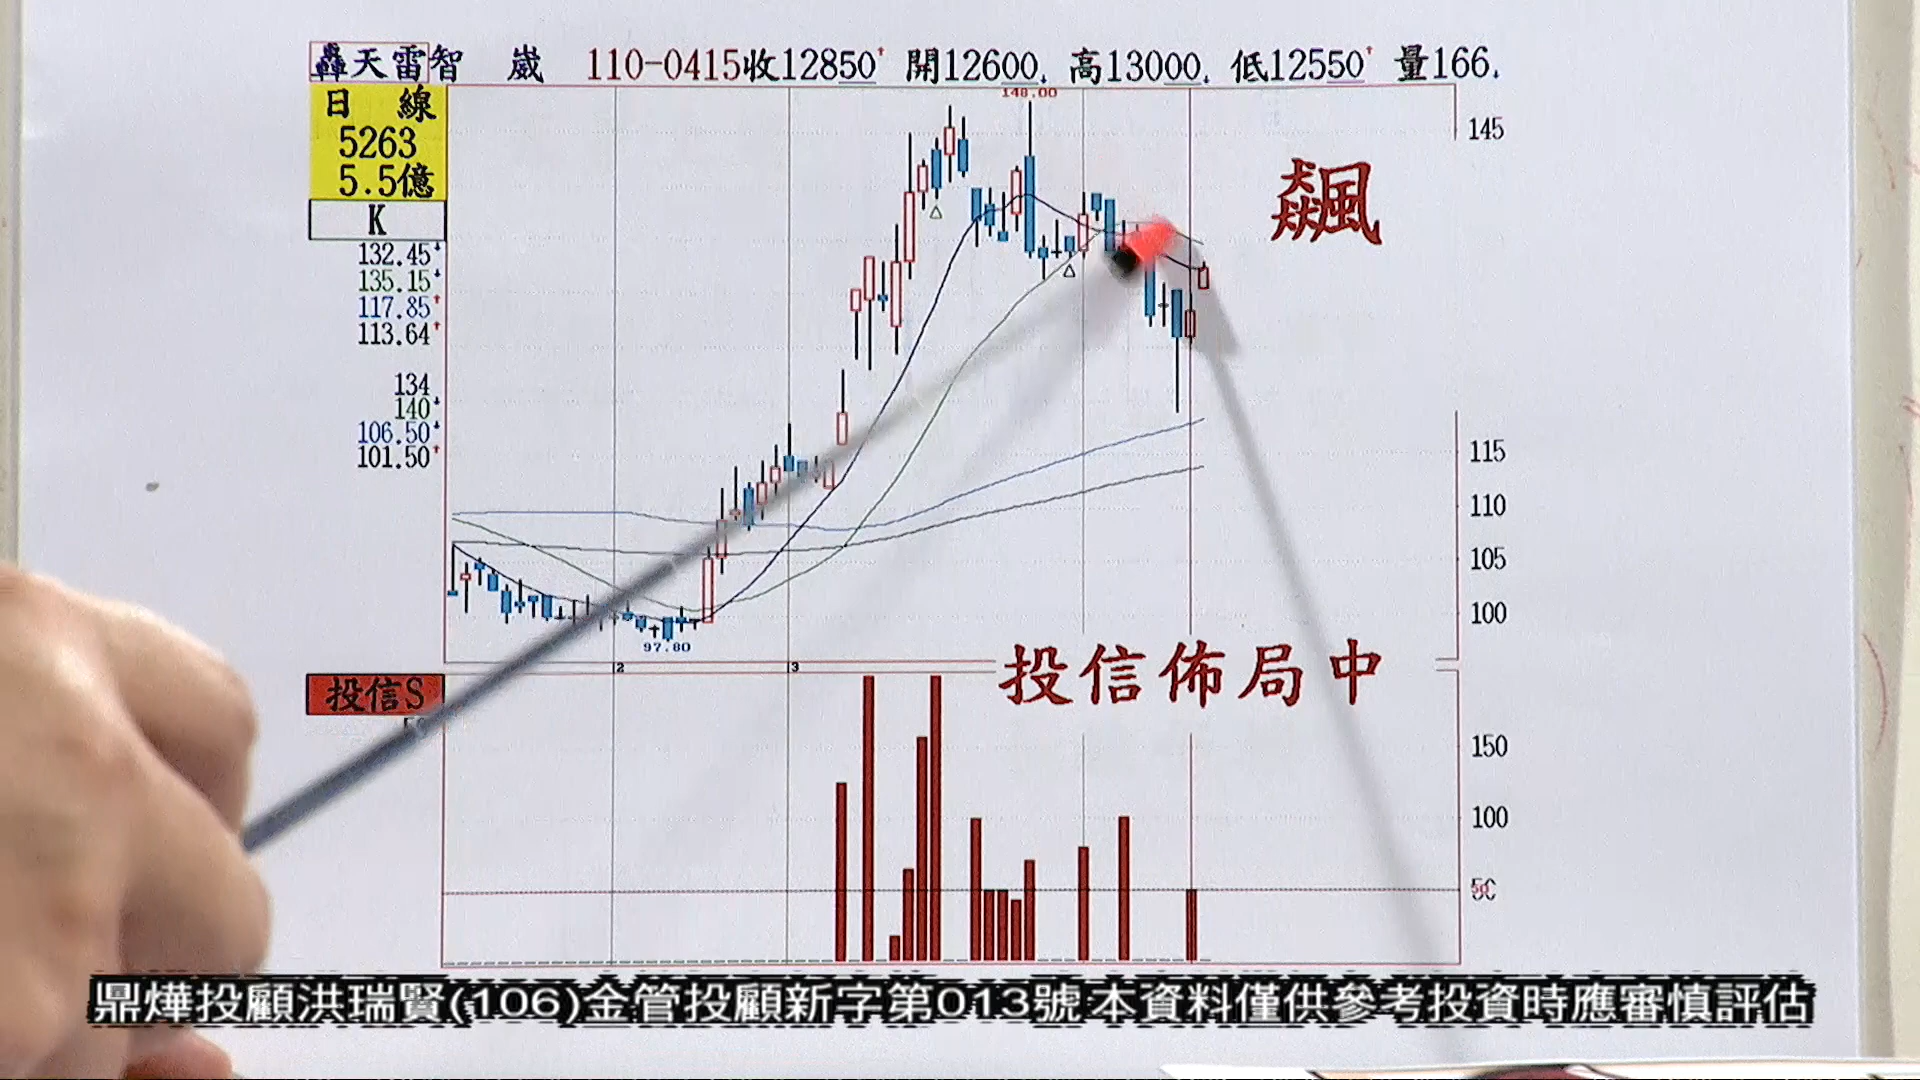 轟天雷智 崴 110-0415收12850↑ 開12600↓ 高13000↓ 低12550↑ 量166↓
日 線
5263
5.5億
K
132.45↓
135.15↓
117.85↑
113.64↑
134
140↓
106.50↓
101.50↑
148.00
145
飆
115
110
105
100
97.80
2
3
投信佈局中
投信S
150
100
50
鼎燁投顧洪瑞賢(106)金管投顧新字第013號 本資料僅供參考投資時應審慎評估